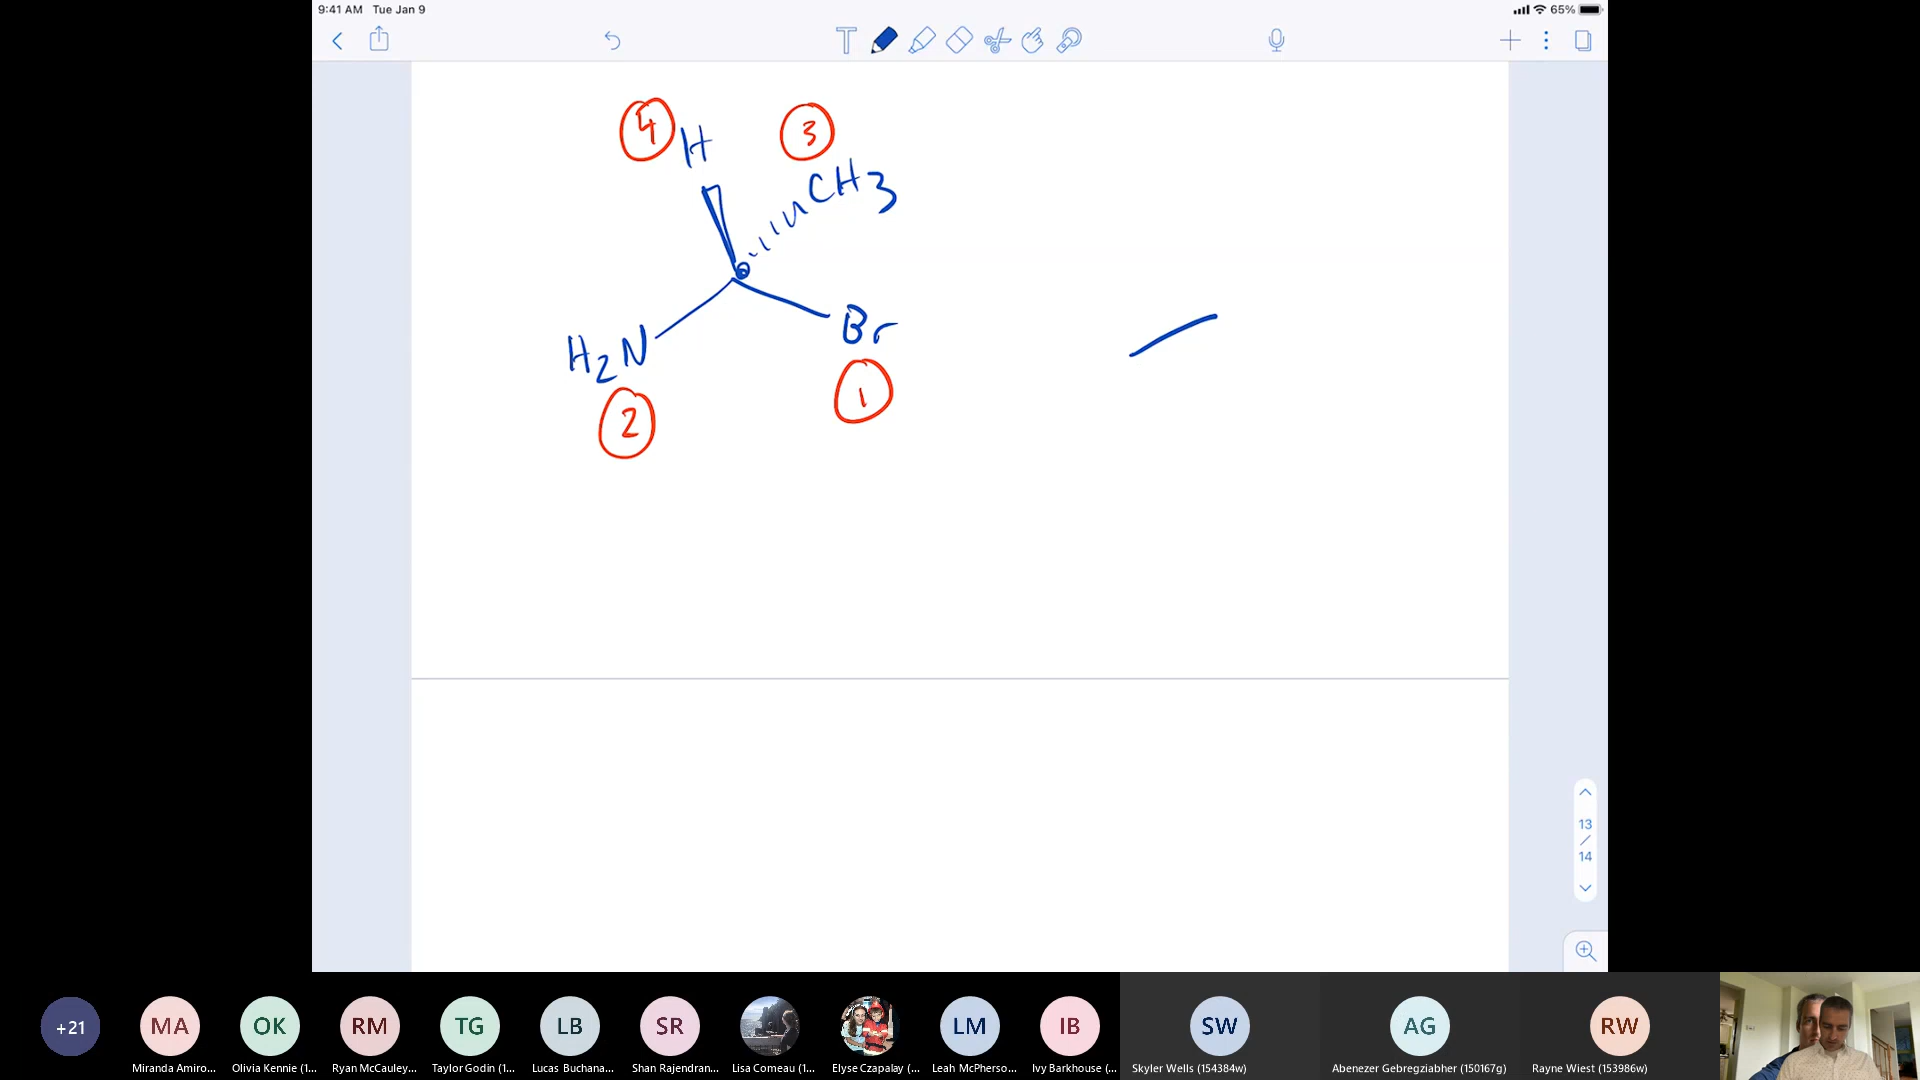 9:41 AM Tue Jan 9
65%
T
4
H
3
CH3
H2N
Br
2
1
13
/
14
+21
MA
OK
RM
TG
LB
SR
LM
IB
SW
AG
RW
Miranda Amiro...
Olivia Kennie (1...
Ryan McCauley...
Taylor Godin (1...
Lucas Buchana...
Shan Rajendran...
Lisa Comeau (1...
Elyse Czapalay (...
Leah McPherso...
Ivy Barkhouse (...
Skyler Wells (154384w)
Abenezer Gebregziabher (150167g)
Rayne Wiest (153986w)